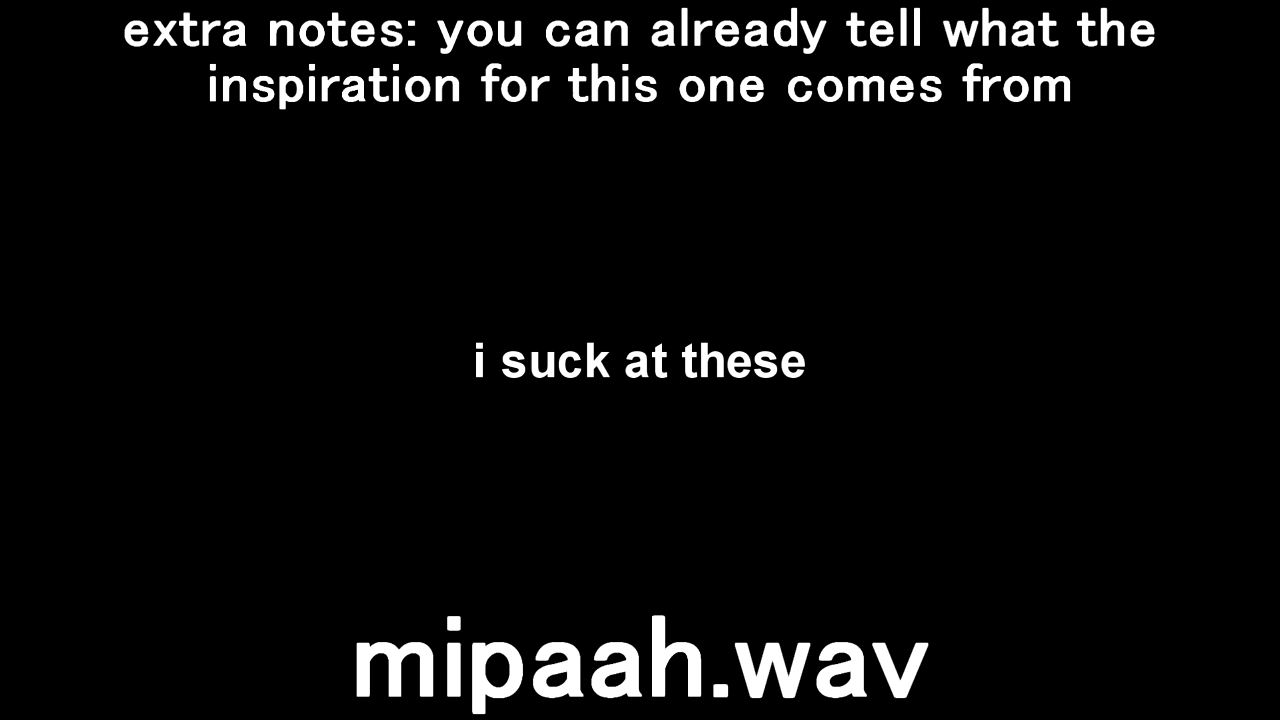 extra notes: you can already tell what the
inspiration for this one comes from
i suck at these
mipaah.wav